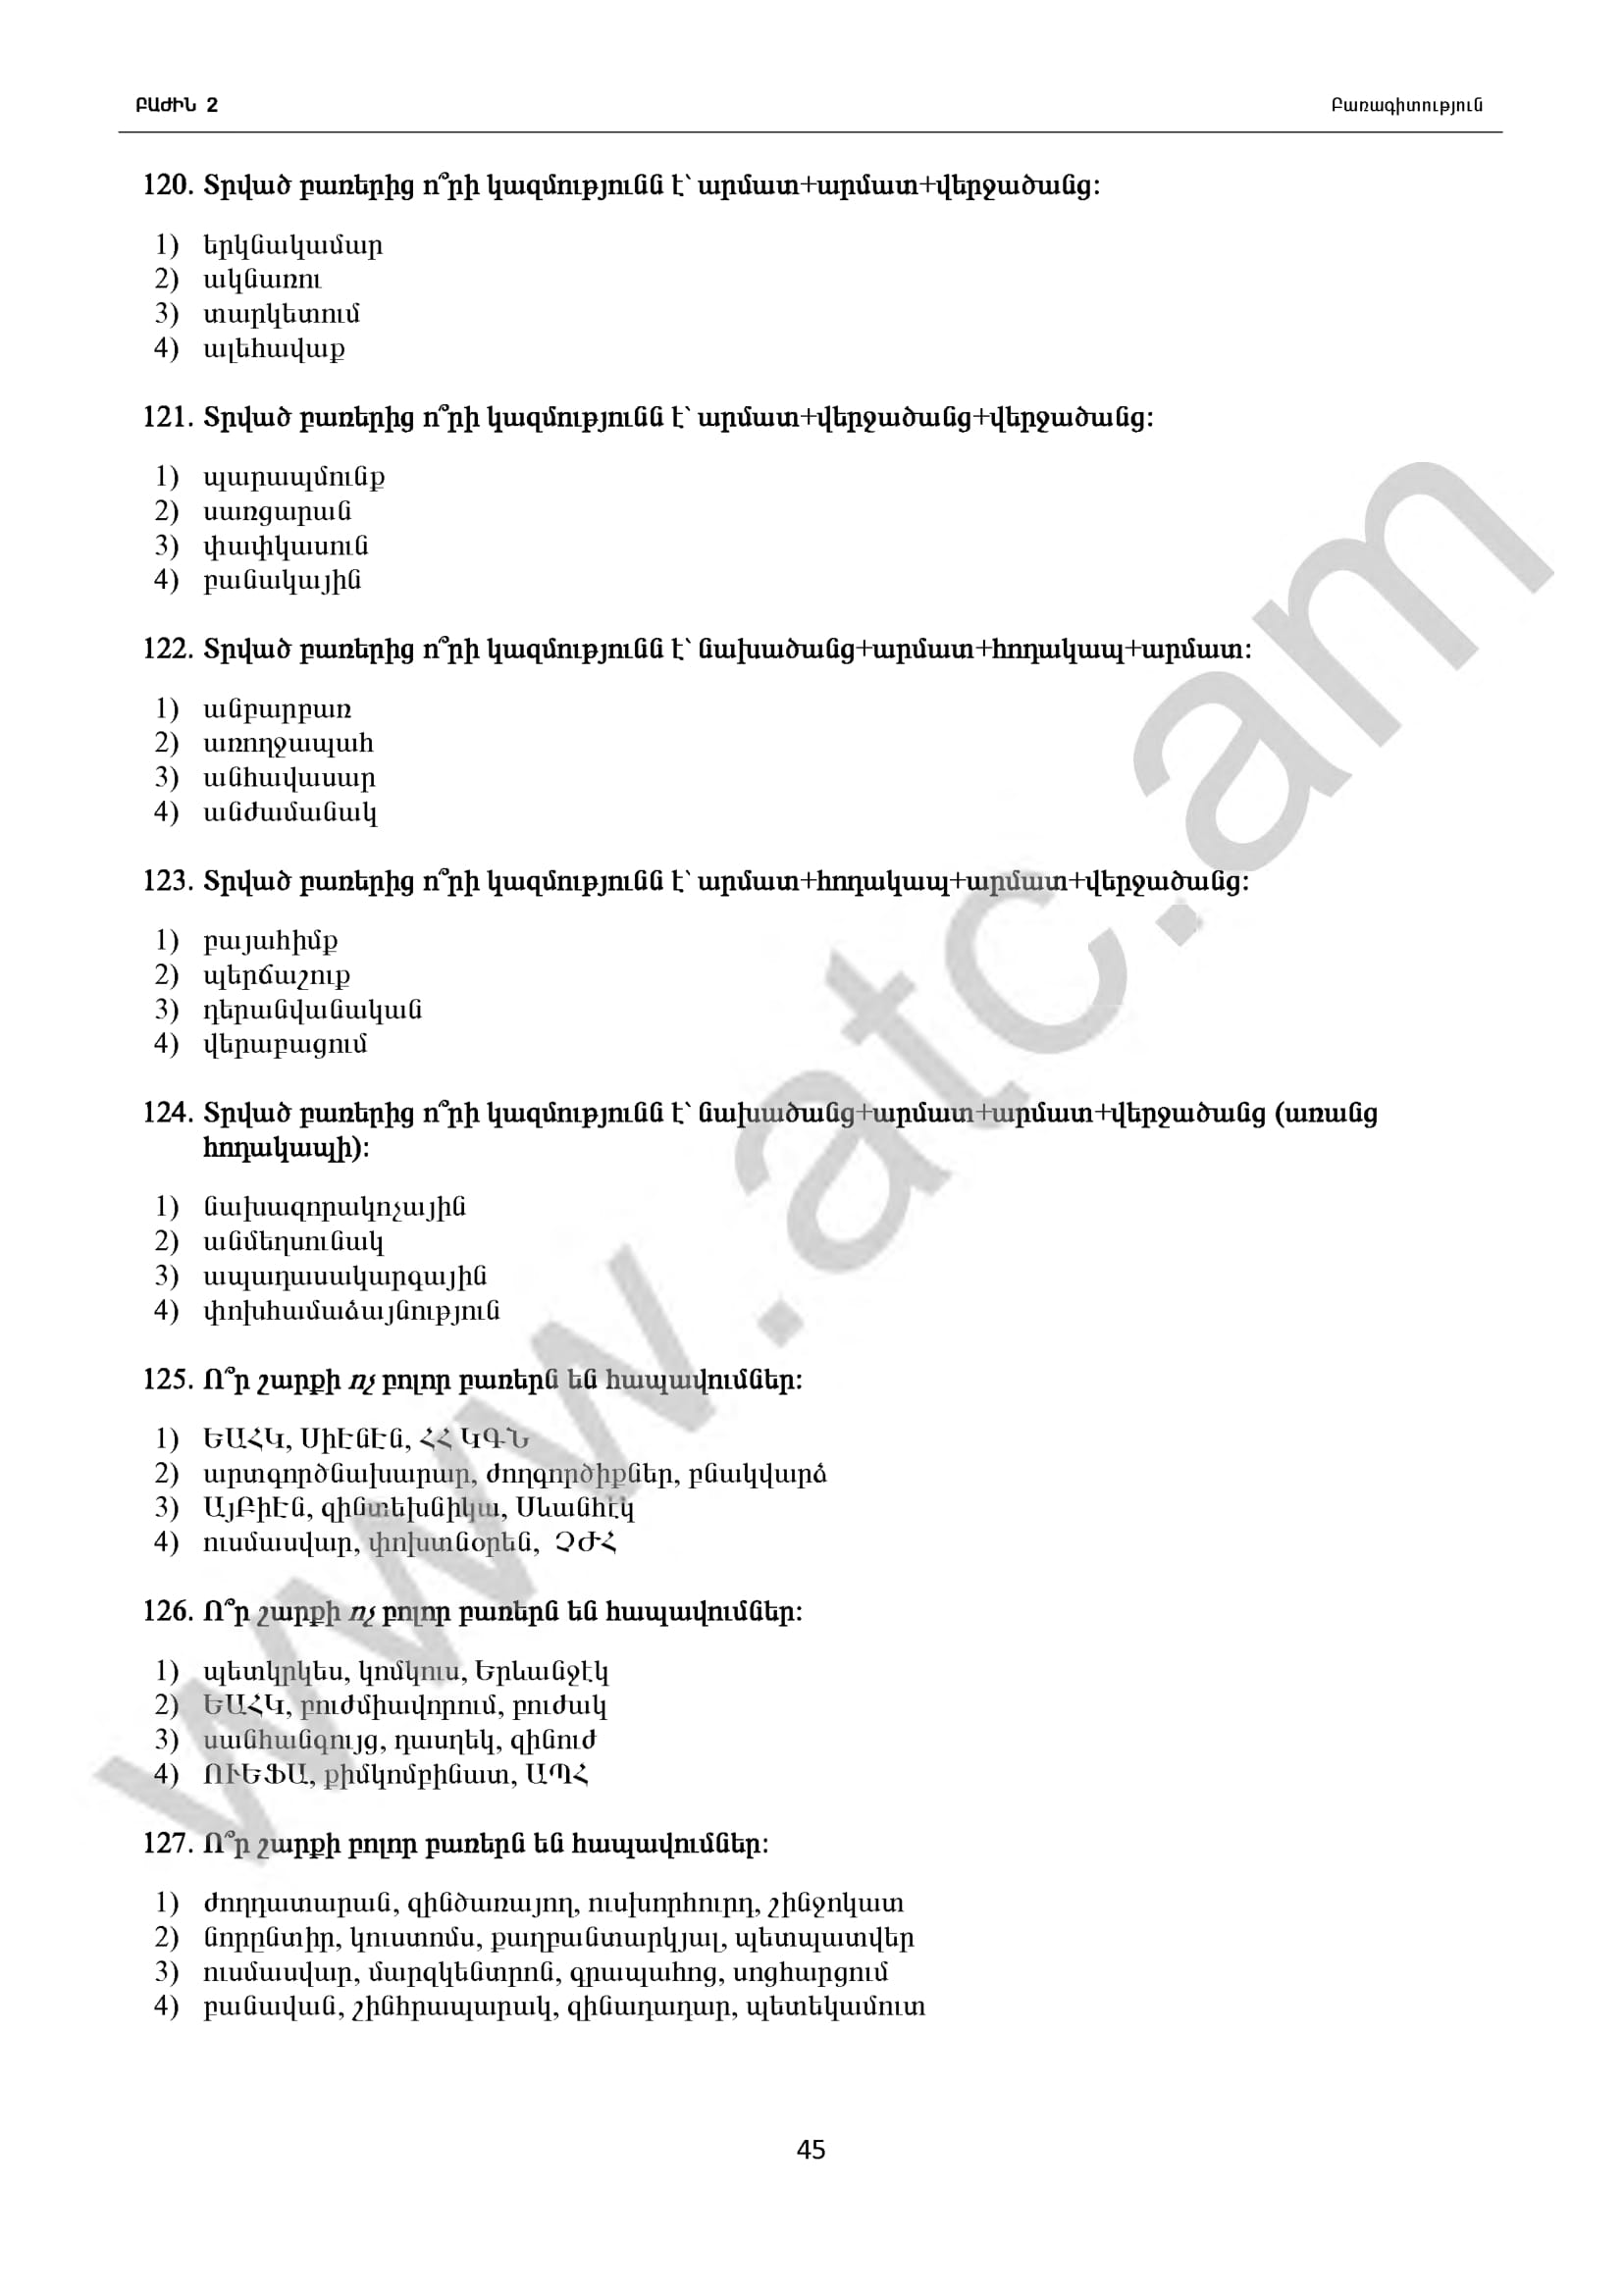 ԲԱԺԻՆ 2
Բառագիտություն
120. Տրված բառերից ո՞րի կազմությունն է՝ արմատ+արմատ+վերջածանց:
1) երկնակամար
2) ակնառու
3) տարկետում
4) ալեհավաք
121. Տրված բառերից ո՞րի կազմությունն է՝ արմատ+վերջածանց+վերջածանց:
1) պարապմունք
2) սառցարան
3) փափկասուն
4) բանակային
122. Տրված բառերից ո՞րի կազմությունն է՝ նախածանց+արմատ+հոդակապ+արմատ:
1) անբարբառ
2) առողջապահ
3) անհավասար
4) անժամանակ
123. Տրված բառերից ո՞րի կազմությունն է՝ արմատ+հոդակապ+արմատ+վերջածանց:
1) բայահիմք
2) պերճաշուք
3) դերանվանական
4) վերաբացում
124. Տրված բառերից ո՞րի կազմությունն է՝ նախածանց+արմատ+արմատ+վերջածանց (առանց
հոդակապի):
1) նախազորակոչային
2) անմեղսունակ
3) ապադասակարգային
4) փոխհամաձայնություն
125. Ո՞ր շարքի ոչ բոլոր բառերն են հապավումներ:
1) ԵԱՀԿ, ՍիԷնԷն, ՀՀ ԿԳՆ
2) արտգործնախարար, ժողգործիքներ, բնակվարձ
3) ԱյԲիԷն, զինտեխնիկա, Սևանհէկ
4) ուսմասվար, փոխտնօրեն, ՉԺՀ
126. Ո՞ր շարքի ոչ բոլոր բառերն են հապավումներ:
1) պետկրկես, կոմկուս, Երևանջէկ
2) ԵԱՀԿ, բուժմիավորում, բուժակ
3) սանհանգույց, դասղեկ, զինուժ
4) ՈՒԵՖԱ, քիմկոմբինատ, ԱՊՀ
127. Ո՞ր շարքի բոլոր բառերն են հապավումներ:
1) ժողդատարան, զինծառայող, ուսխորհուրդ, շինջոկատ
2) նորընտիր, կուստոմս, քաղբանտարկյալ, պետպատվեր
3) ուսմասվար, մարզկենտրոն, գրապահոց, սոցհարցում
4) բանավան, շինհրապարակ, զինադադար, պետեկամուտ
45
www.atc.am